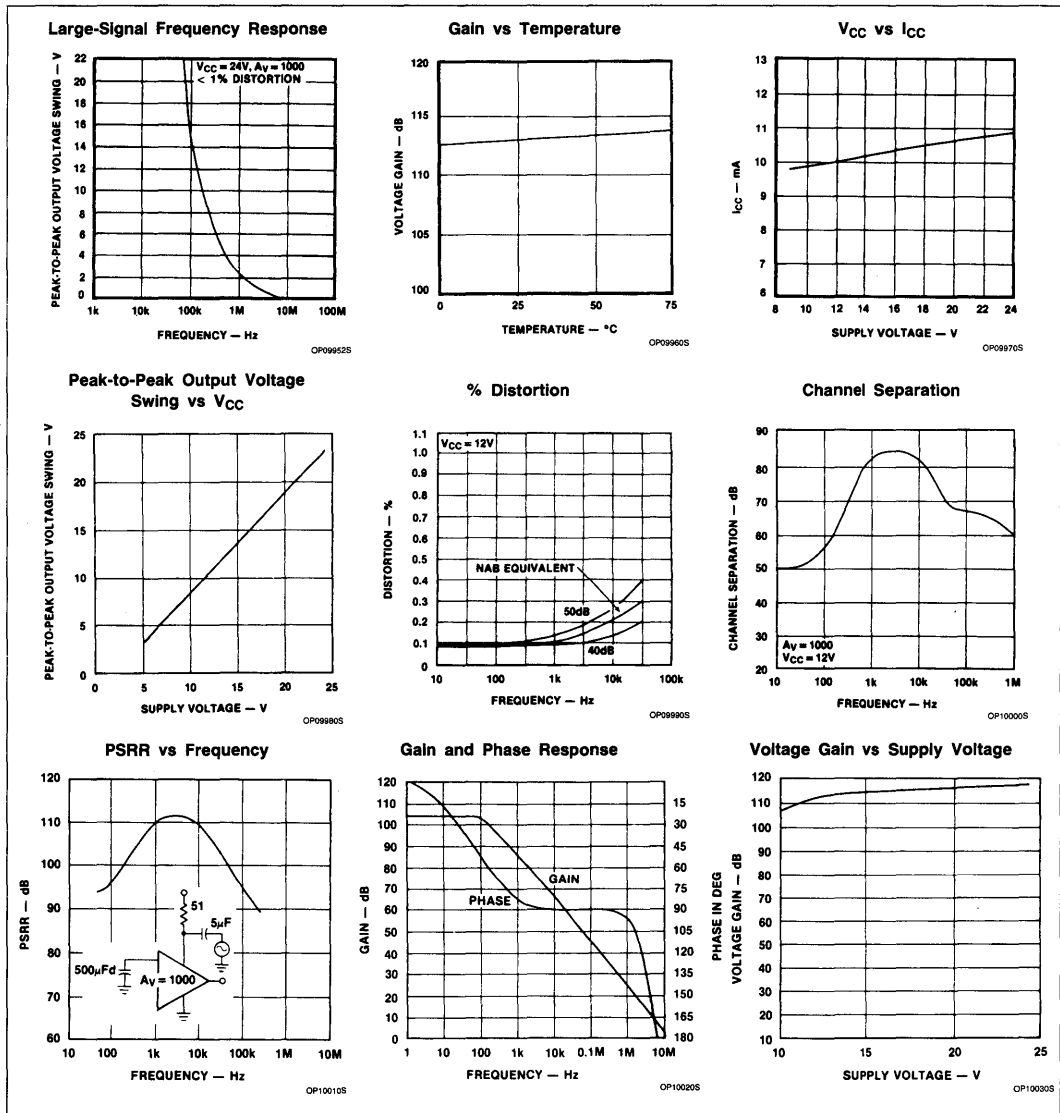 Large-Signal Frequency Response
PEAK-TO-PEAK OUTPUT VOLTAGE SWING — V
22
20
18
16
14
12
10
8
6
4
2
0
VCC = 24V, AV = 1000
< 1% DISTORTION
1k 10k 100k 1M 10M 100M
FREQUENCY — Hz
OP09952S
Gain vs Temperature
VOLTAGE GAIN — dB
120
115
110
105
100
0 25 50 75
TEMPERATURE — °C
OP09960S
VCC vs ICC
ICC — mA
13
12
11
10
9
8
7
6
8 10 12 14 16 18 20 22 24
SUPPLY VOLTAGE — V
OP09970S
Peak-to-Peak Output Voltage
Swing vs VCC
PEAK-TO-PEAK OUTPUT VOLTAGE SWING — V
25
20
15
10
5
0
0 5 10 15 20 25
SUPPLY VOLTAGE — V
OP09980S
% Distortion
DISTORTION — %
1.1
1.0
0.9
0.8
0.7
0.6
0.5
0.4
0.3
0.2
0.1
0
VCC = 12V
NAB EQUIVALENT
50dB
40dB
10 100 1k 10k 100k
FREQUENCY — Hz
OP09990S
Channel Separation
CHANNEL SEPARATION — dB
90
80
70
60
50
40
30
20
AV = 1000
VCC = 12V
10 100 1k 10k 100k 1M
FREQUENCY — Hz
OP10000S
PSRR vs Frequency
PSRR — dB
120
110
100
90
80
70
60
51
5µF
500µFd
AV = 1000
10 100 1k 10k 100k 1M 10M
FREQUENCY — Hz
OP10010S
Gain and Phase Response
GAIN — dB
120
110
100
90
80
70
60
50
40
30
20
10
0
GAIN
PHASE
15
30
45
60
75
90
105
120
135
150
165
180
PHASE IN DEG
1 10 100 1k 10k 0.1M 1M 10M
FREQUENCY — Hz
OP10020S
Voltage Gain vs Supply Voltage
VOLTAGE GAIN — dB
120
110
100
90
80
70
60
50
40
30
20
10
10 15 20 25
SUPPLY VOLTAGE — V
OP10030S